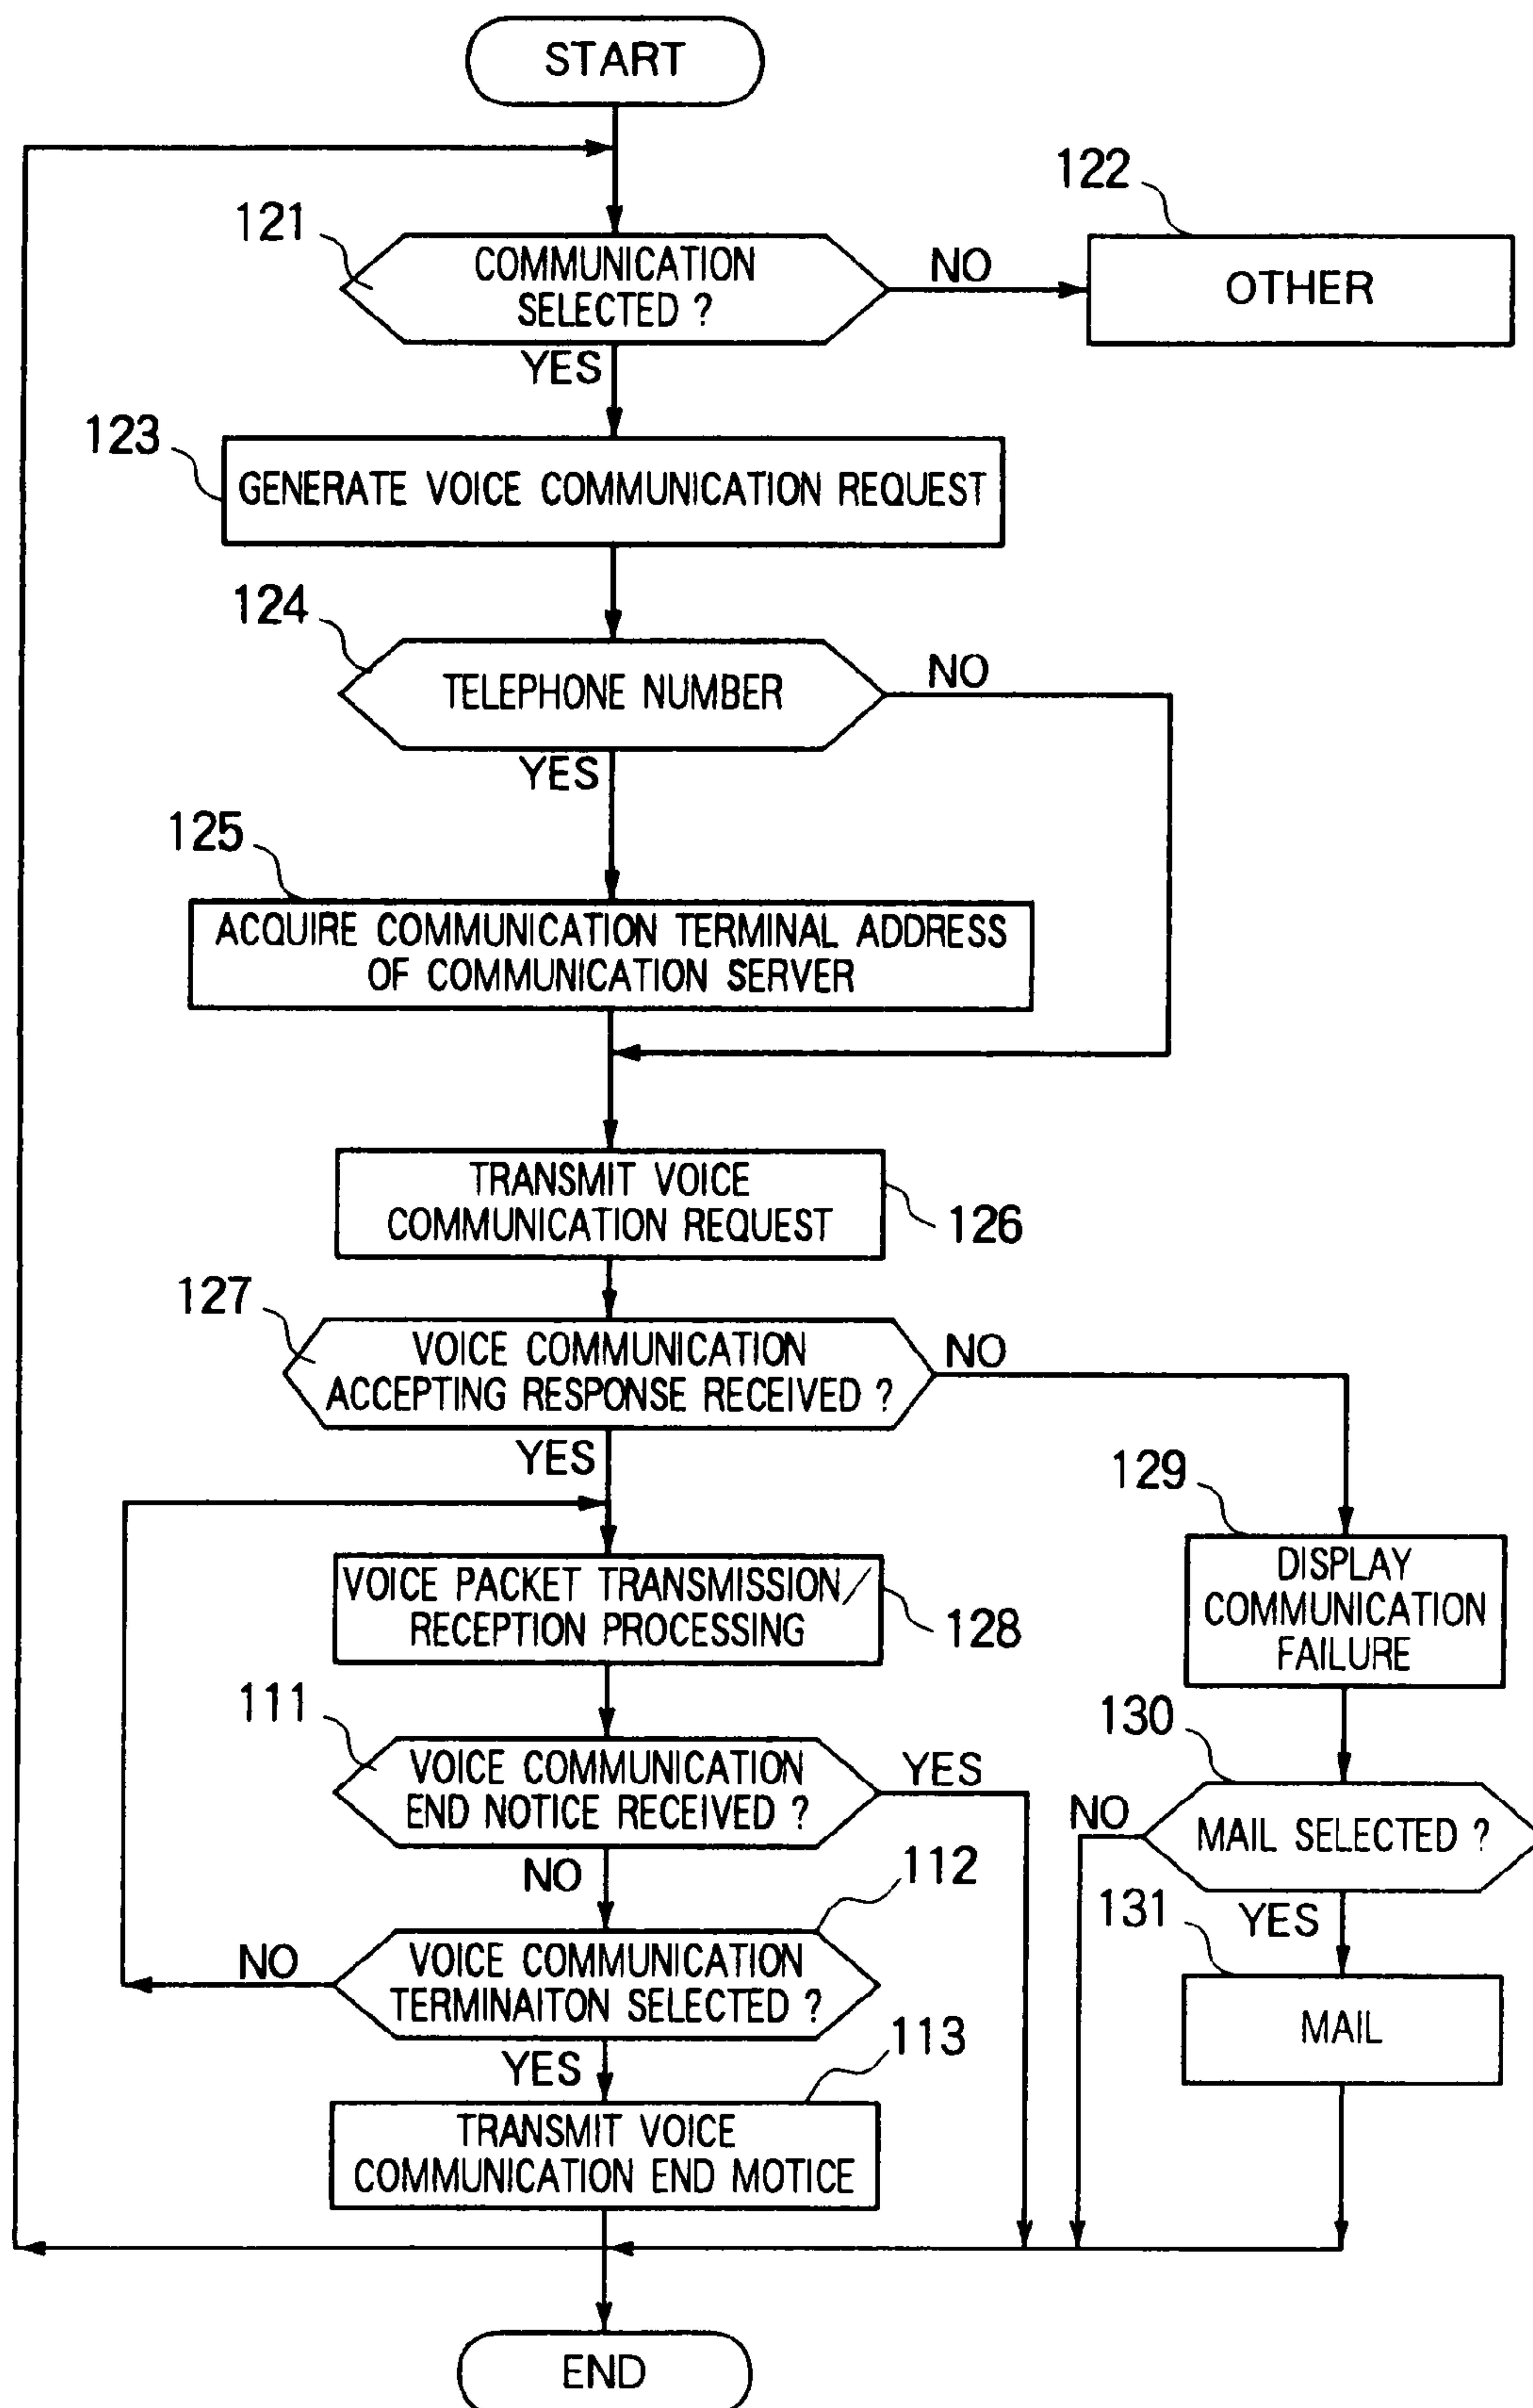 START
121
COMMUNICATION
SELECTED ?
NO
122
OTHER
YES
123
GENERATE VOICE COMMUNICATION REQUEST
124
TELEPHONE NUMBER
NO
YES
125
ACQUIRE COMMUNICATION TERMINAL ADDRESS
OF COMMUNICATION SERVER
TRANSMIT VOICE
COMMUNICATION REQUEST
126
127
VOICE COMMUNICATION
ACCEPTING RESPONSE RECEIVED ?
NO
YES
VOICE PACKET TRANSMISSION/
RECEPTION PROCESSING
128
129
DISPLAY
COMMUNICATION
FAILURE
111
VOICE COMMUNICATION
END NOTICE RECEIVED ?
YES
NO
130
MAIL SELECTED ?
NO
YES
131
MAIL
112
VOICE COMMUNICATION
TERMINAITON SELECTED ?
NO
YES
113
TRANSMIT VOICE
COMMUNICATION END MOTICE
END